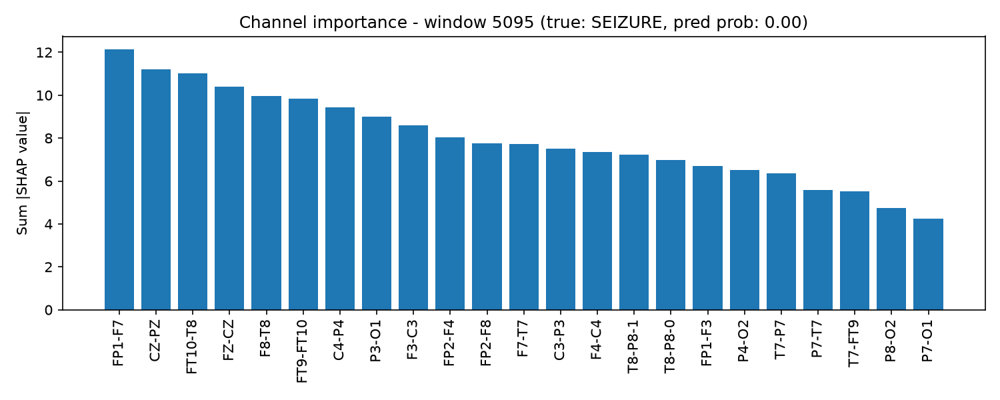 Channel importance - window 5095 (true: SEIZURE, pred prob: 0.00)
Sum |SHAP value|
12
10
8
6
4
2
0
FP1-F7
CZ-PZ
FT10-T8
FZ-CZ
F8-T8
FT9-FT10
C4-P4
P3-O1
F3-C3
FP2-F4
FP2-F8
F7-T7
C3-P3
F4-C4
T8-P8-1
T8-P8-0
FP1-F3
P4-O2
T7-P7
P7-T7
T7-FT9
P8-O2
P7-O1